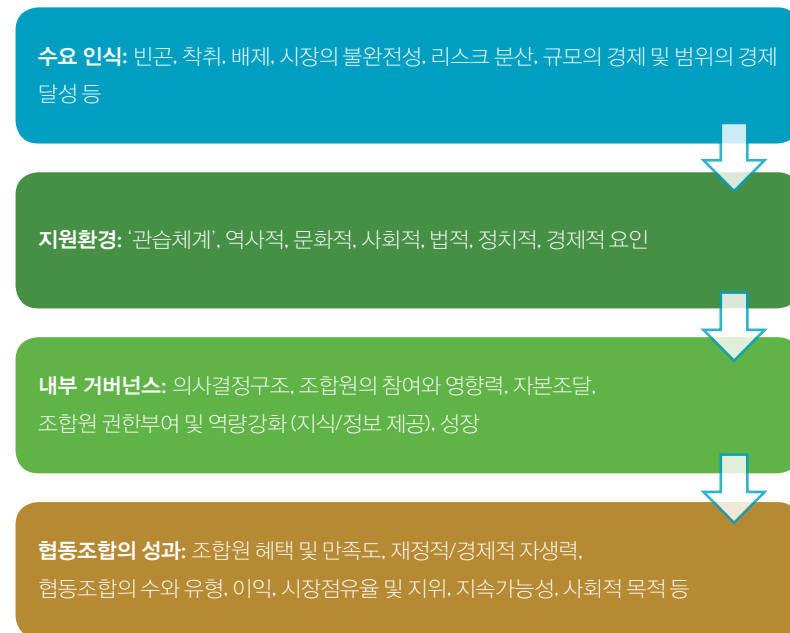 수요 인식: 빈곤, 착취, 배제, 시장의 불완전성, 리스크 분산, 규모의 경제 및 범위의 경제
달성 등
지원환경: ‘관습체계’, 역사적, 문화적, 사회적, 법적, 정치적, 경제적 요인
내부 거버넌스: 의사결정구조, 조합원의 참여와 영향력, 자본조달,
조합원 권한부여 및 역량강화 (지식/정보 제공), 성장
협동조합의 성과: 조합원 혜택 및 만족도, 재정적/경제적 자생력,
협동조합의 수와 유형, 이익, 시장점유율 및 지위, 지속가능성, 사회적 목적 등